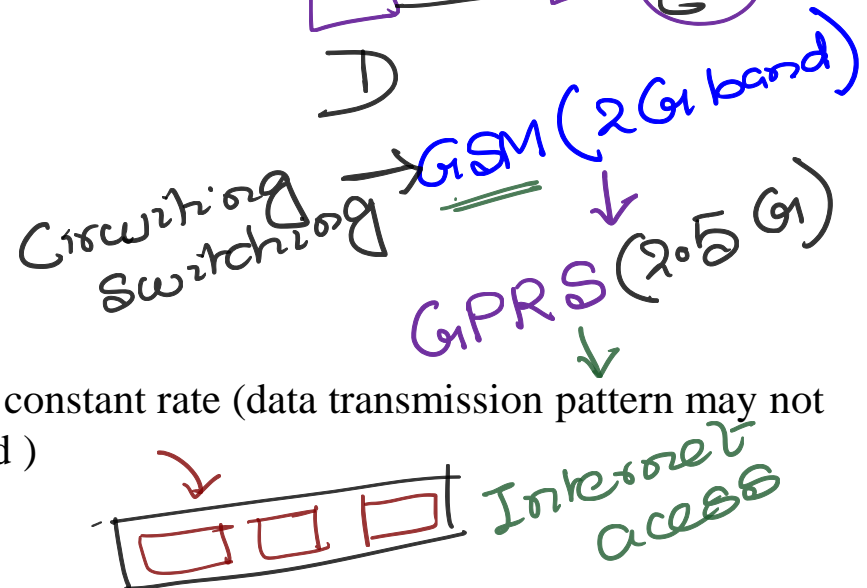 D
Circuiting → GSM (2G band)
Switching
↓
GPRS (2.5 G)
↓
constant rate (data transmission pattern may not
d )
Internet
acess